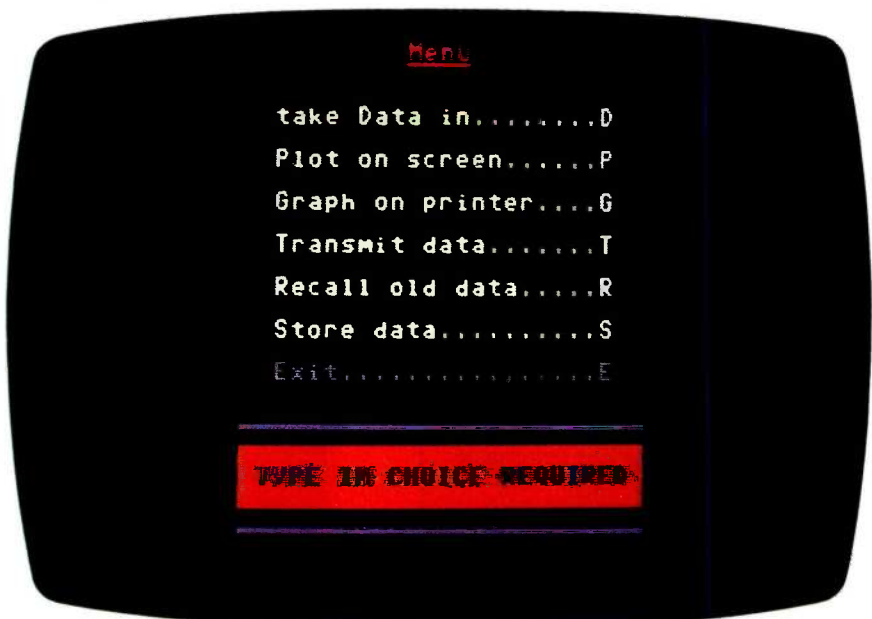 Menu
take Data in........D
Plot on screen......P
Graph on printer....G
Transmit data.......T
Recall old data.....R
Store data..........S
Exit................E
TYPE IN CHOICE REQUIRED